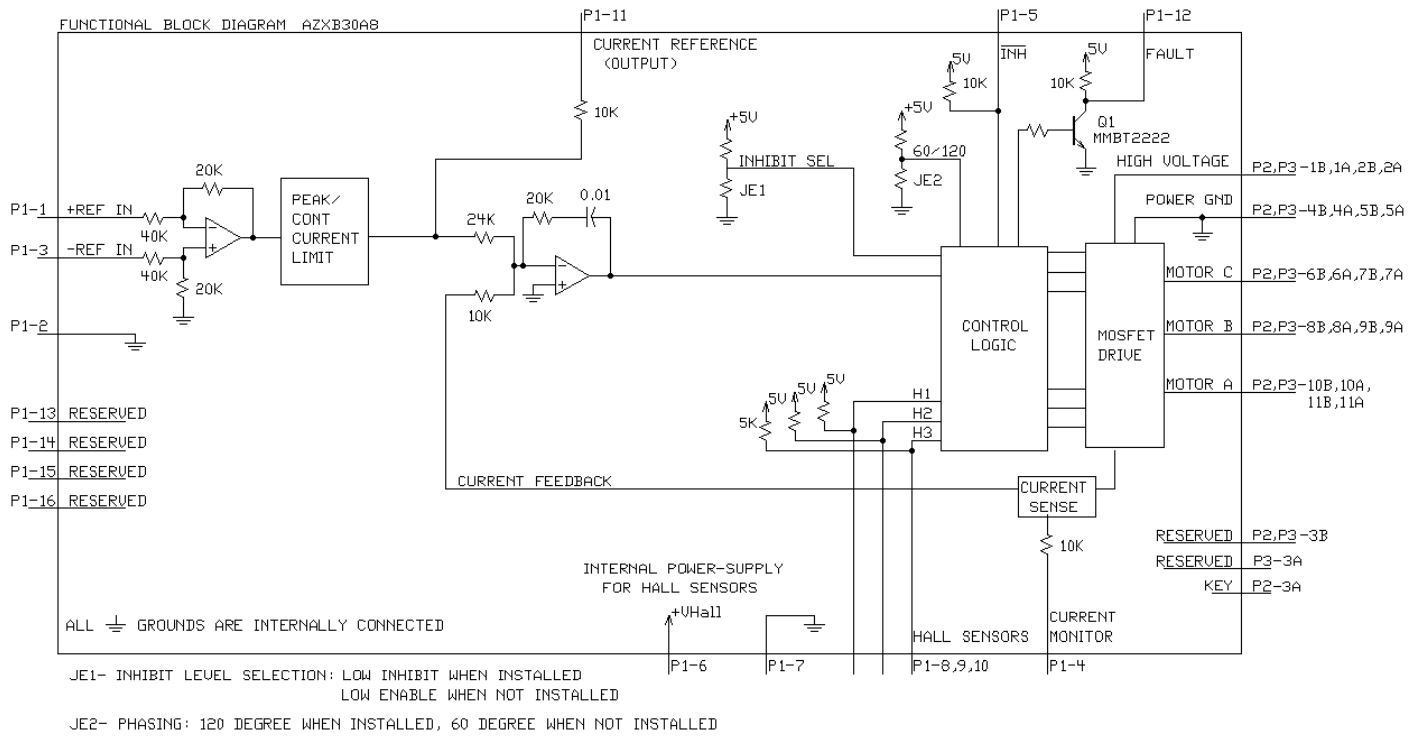 FUNCTIONAL BLOCK DIAGRAM AZXB30A8
P1-11
P1-5
P1-12
CURRENT REFERENCE
(OUTPUT)
10K
INH
5V
10K
5V
10K
FAULT
Q1
MMBT2222
+5V
INHIBIT SEL
JE1
+5V
60/120
JE2
HIGH VOLTAGE
P2,P3-1B,1A,2B,2A
POWER GND
P2,P3-4B,4A,5B,5A
MOTOR C
P2,P3-6B,6A,7B,7A
MOTOR B
P2,P3-8B,8A,9B,9A
MOTOR A
P2,P3-10B,10A,
11B,11A
20K
P1-1
+REF IN
40K
P1-3
-REF IN
40K
20K
PEAK/
CONT
CURRENT
LIMIT
24K
20K
0.01
10K
CONTROL
LOGIC
MOSFET
DRIVE
P1-2
5V
5V
5V
5K
H1
H2
H3
P1-13 RESERVED
P1-14 RESERVED
P1-15 RESERVED
P1-16 RESERVED
CURRENT FEEDBACK
CURRENT
SENSE
10K
RESERVED P2,P3-3B
RESERVED P3-3A
KEY P2-3A
INTERNAL POWER-SUPPLY
FOR HALL SENSORS
+VHall
ALL GROUNDS ARE INTERNALLY CONNECTED
HALL SENSORS
CURRENT
MONITOR
P1-6
P1-7
P1-8,9,10
P1-4
JE1- INHIBIT LEVEL SELECTION: LOW INHIBIT WHEN INSTALLED
LOW ENABLE WHEN NOT INSTALLED
JE2- PHASING: 120 DEGREE WHEN INSTALLED, 60 DEGREE WHEN NOT INSTALLED